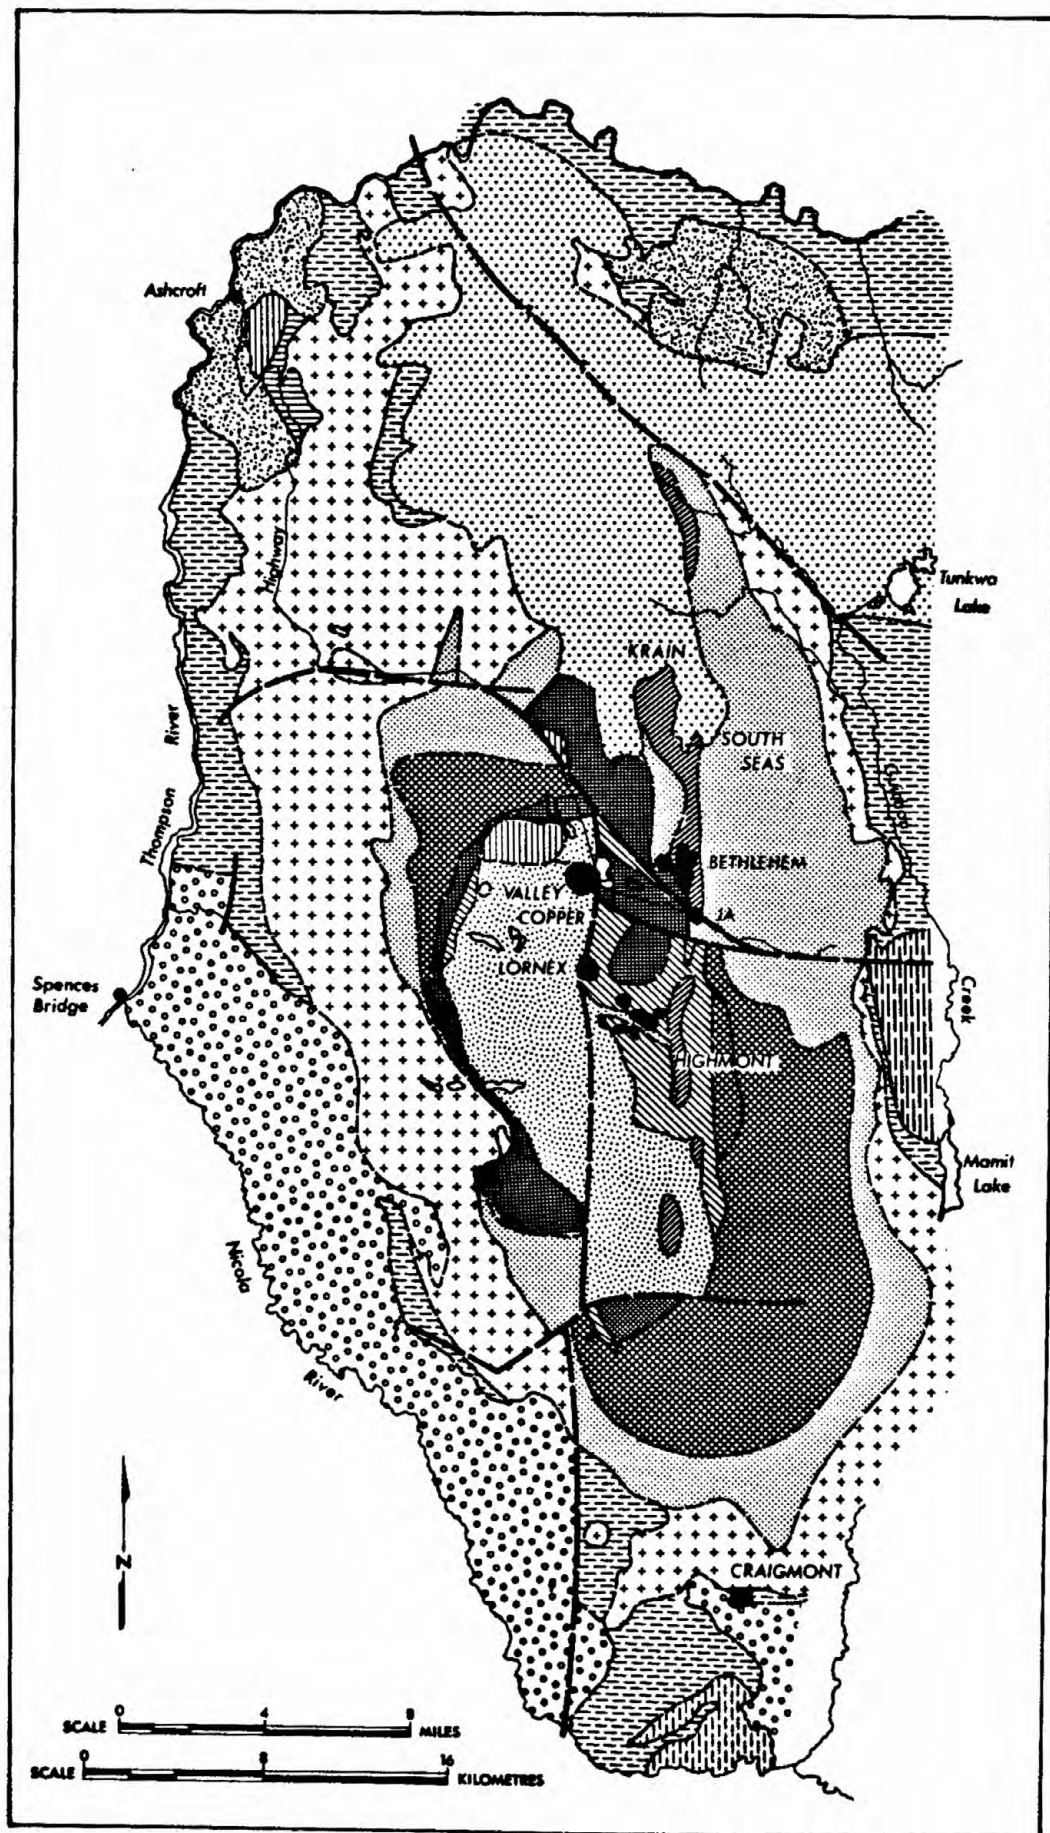 Ashcroft
Highway
Tunkwa
Lake
KRAIN
SOUTH
SEAS
River
Thompson
BETHLEHEM
VALLEY
COPPER
JA
LORNEX
Spences
Bridge
Creek
HIGHMONT
Mamit
Lake
Nicola
River
CRAIGMONT
N
0 4 8
SCALE MILES
0 8 16
SCALE KILOMETRES